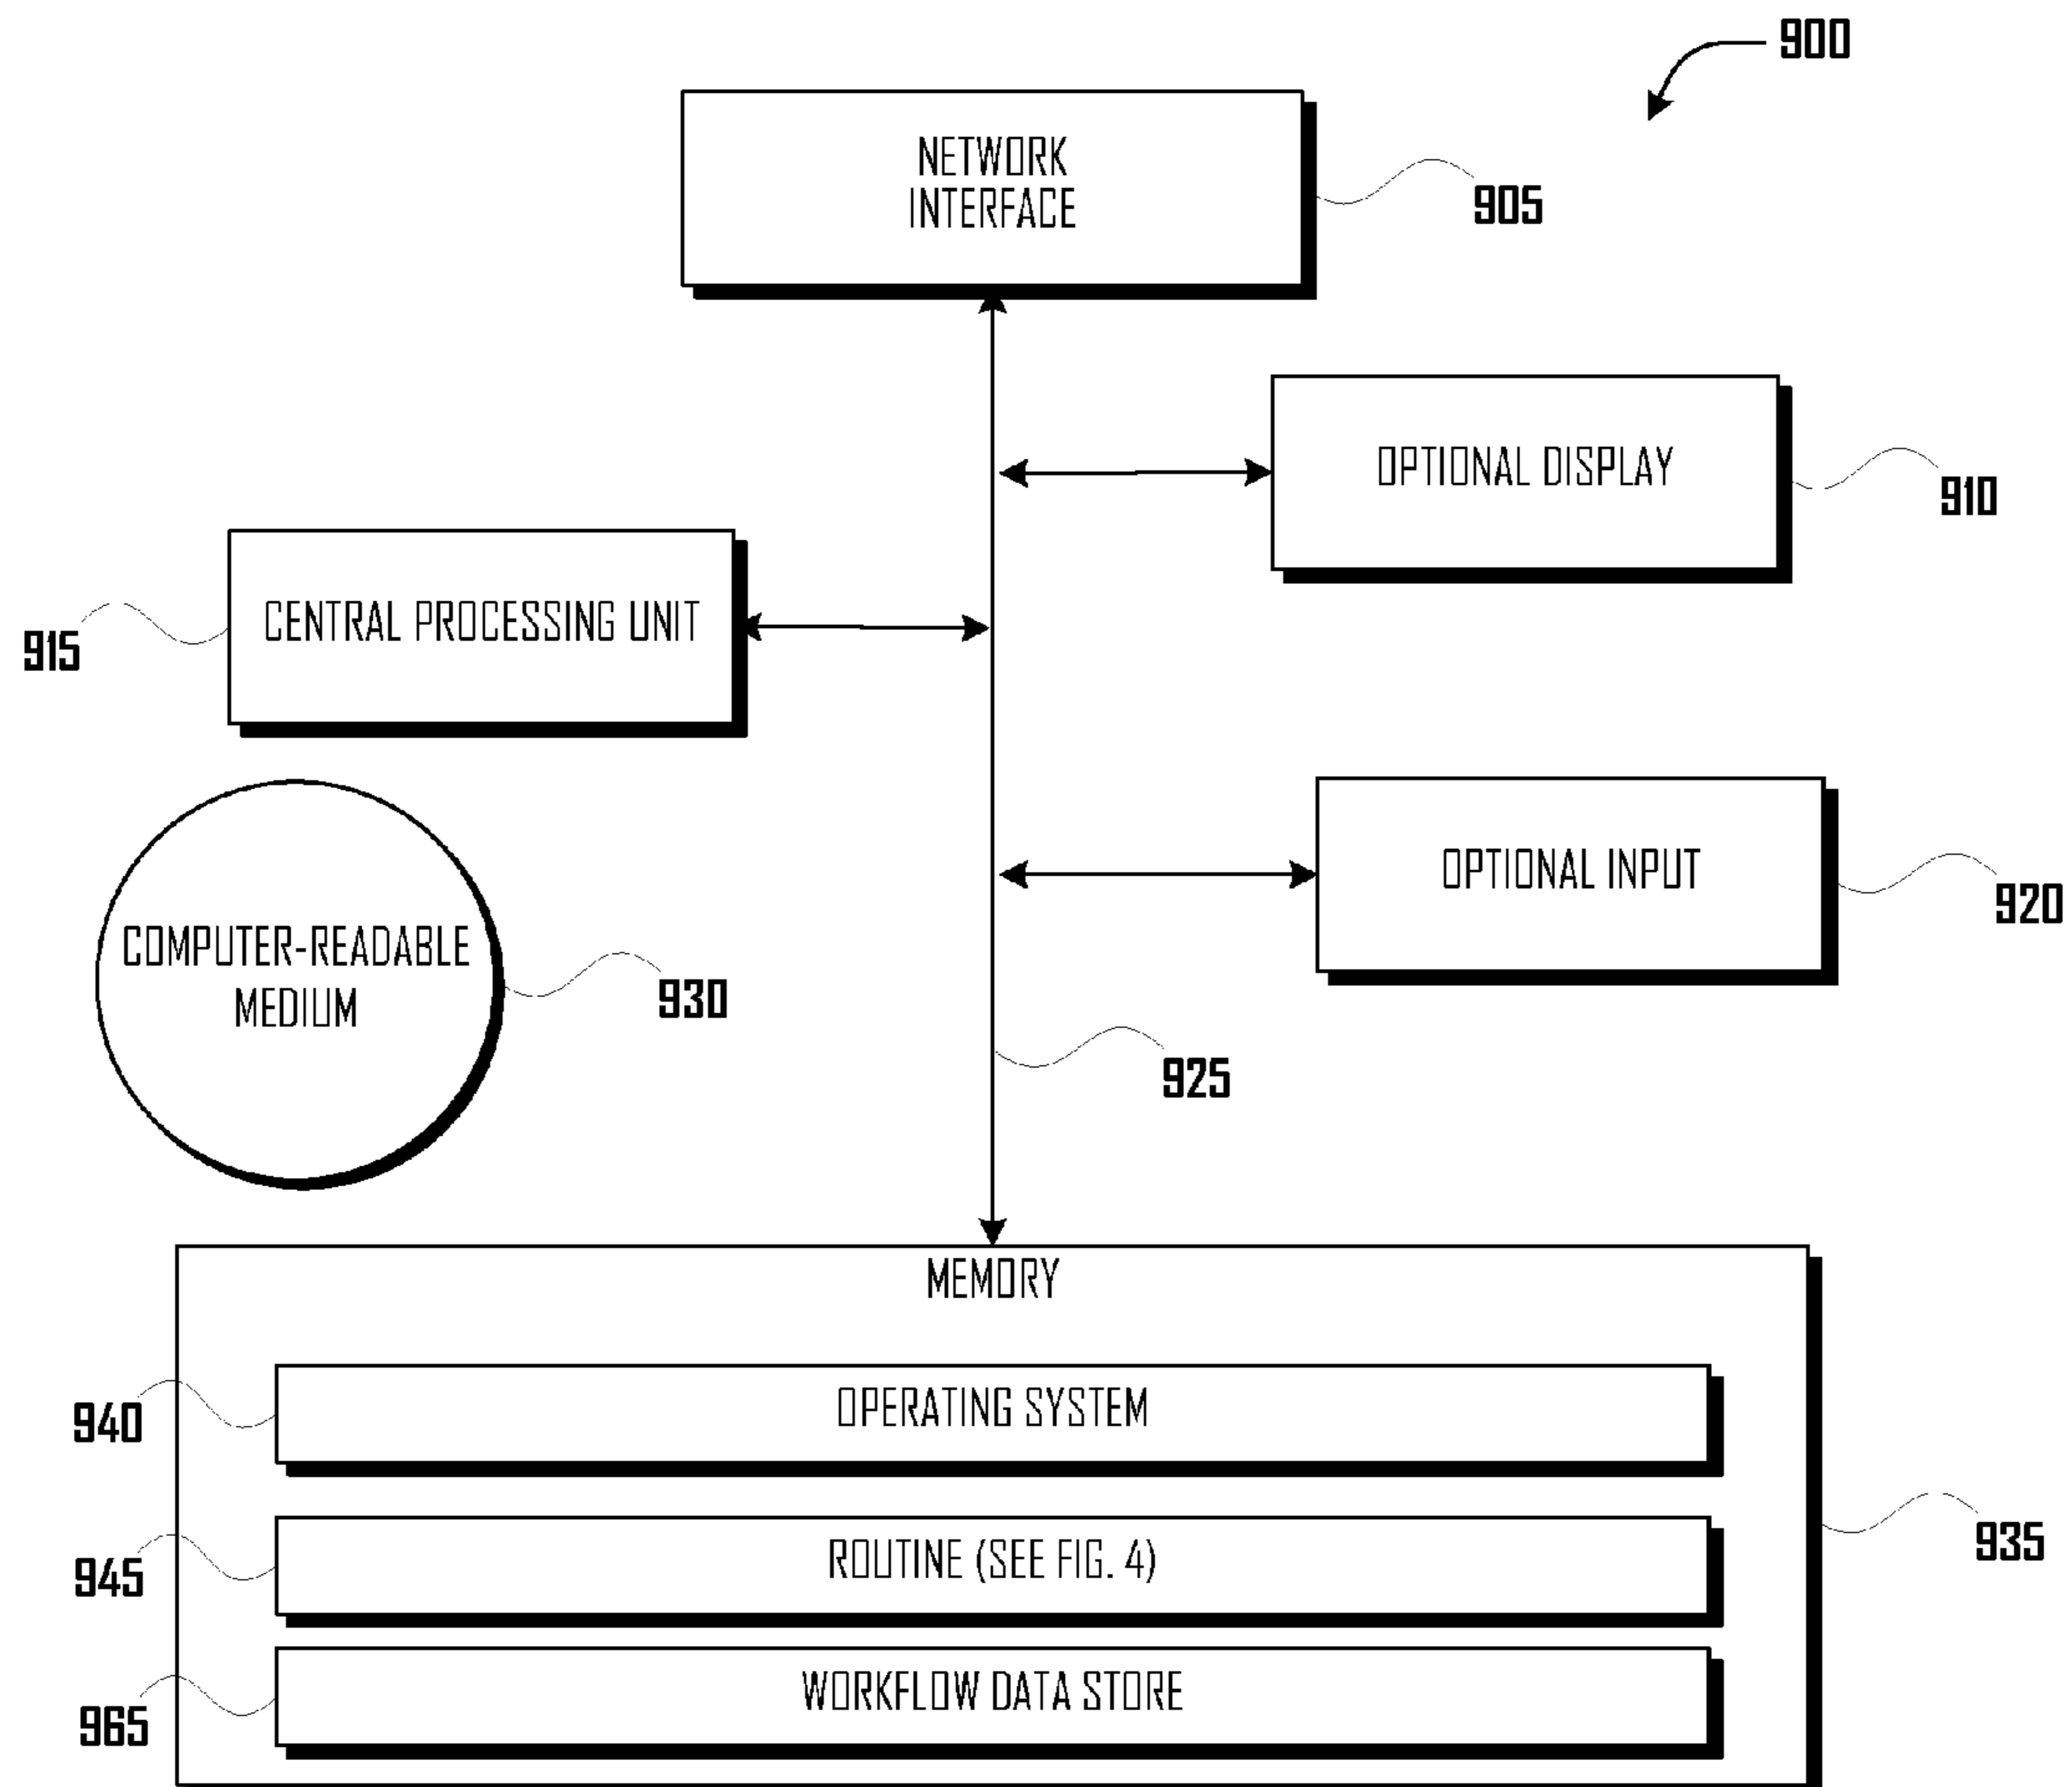 900
NETWORK
INTERFACE
905
OPTIONAL DISPLAY
910
CENTRAL PROCESSING UNIT
915
OPTIONAL INPUT
920
COMPUTER-READABLE
MEDIUM
930
925
MEMORY
OPERATING SYSTEM
940
ROUTINE (SEE FIG. 4)
945
935
WORKFLOW DATA STORE
965